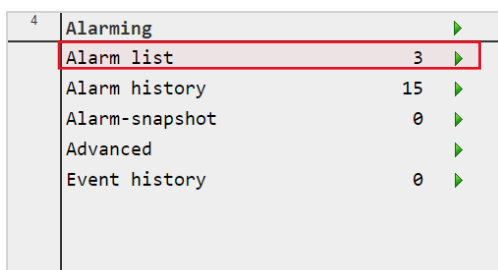 4 Alarming
Alarm list 3
Alarm history 15
Alarm-snapshot 0
Advanced
Event history 0